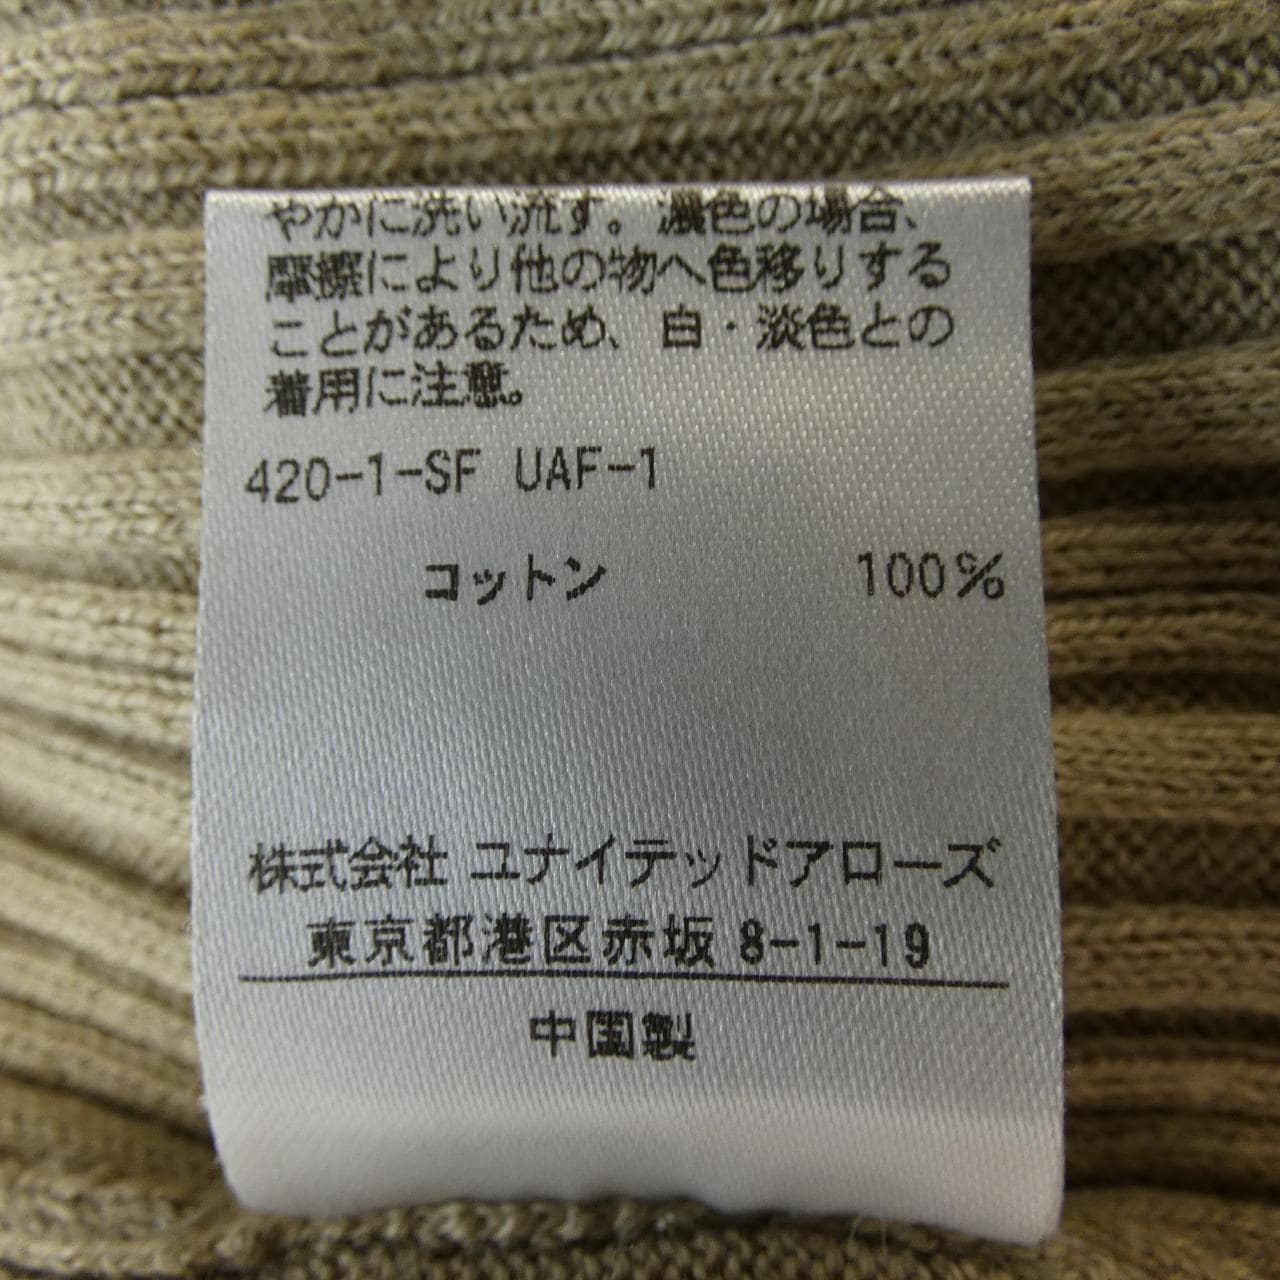 やかに洗い流す。濃色の場合、
摩擦により他の物へ色移りする
ことがあるため、白・淡色との
着用に注意。
420-1-SF UAF-1
コットン 100%
株式会社 ユナイテッドアローズ
東京都港区赤坂 8-1-19
中国製